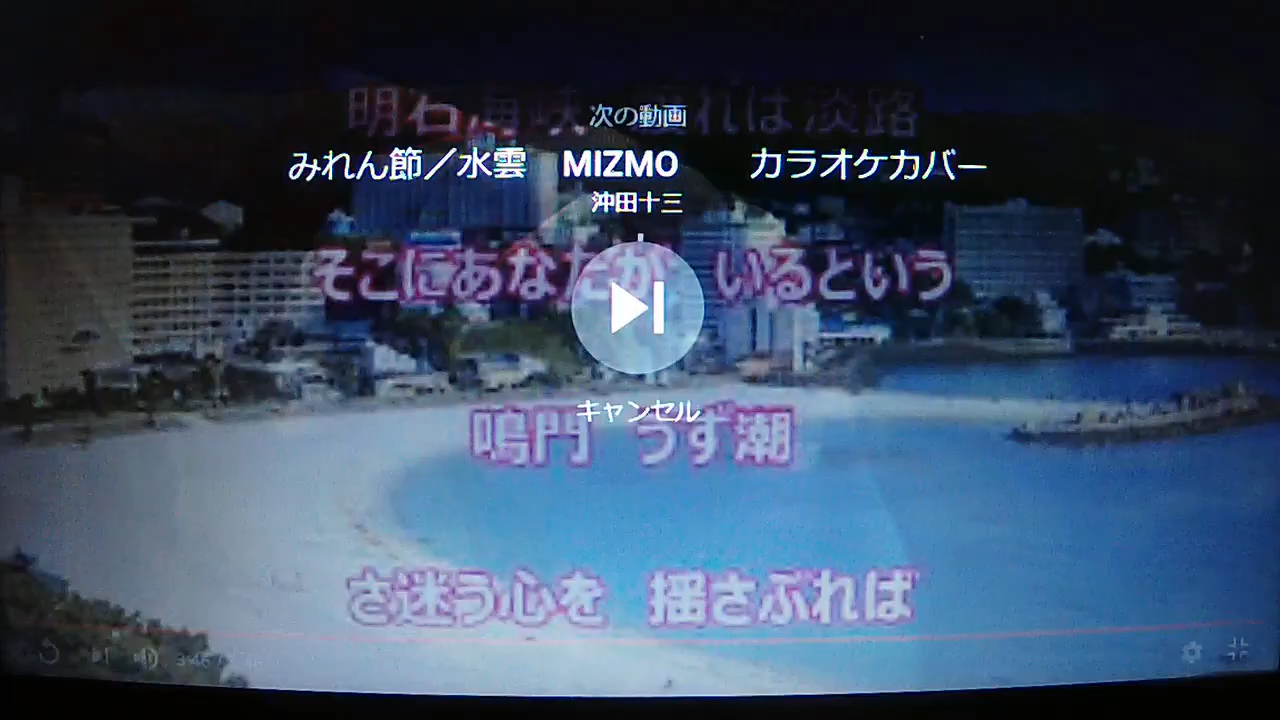 明石海峡 れは淡路
次の動画
みれん節／水雲 MIZMO カラオケカバー
沖田十三
そこにあなたが いるという
キャンセル
鳴門 うず潮
さ迷う心を 揺さぶれば
3:46